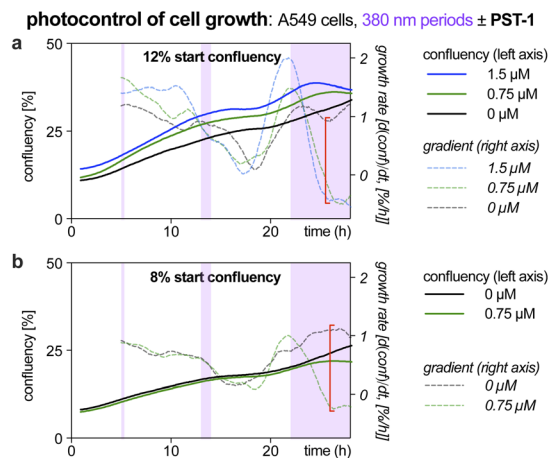 photocontrol of cell growth: A549 cells, 380 nm periods ± PST-1
a
12% start confluency
confluency [%]
50
25
0
0
10
20
time (h)
2
1
0
growth rate [d(conf)/dt, [%/h]]
confluency (left axis)
1.5 µM
0.75 µM
0 µM
gradient (right axis)
1.5 µM
0.75 µM
0 µM
b
8% start confluency
confluency [%]
50
25
0
0
10
20
time (h)
2
1
0
growth rate [d(conf)/dt, [%/h]]
confluency (left axis)
0 µM
0.75 µM
gradient (right axis)
0 µM
0.75 µM